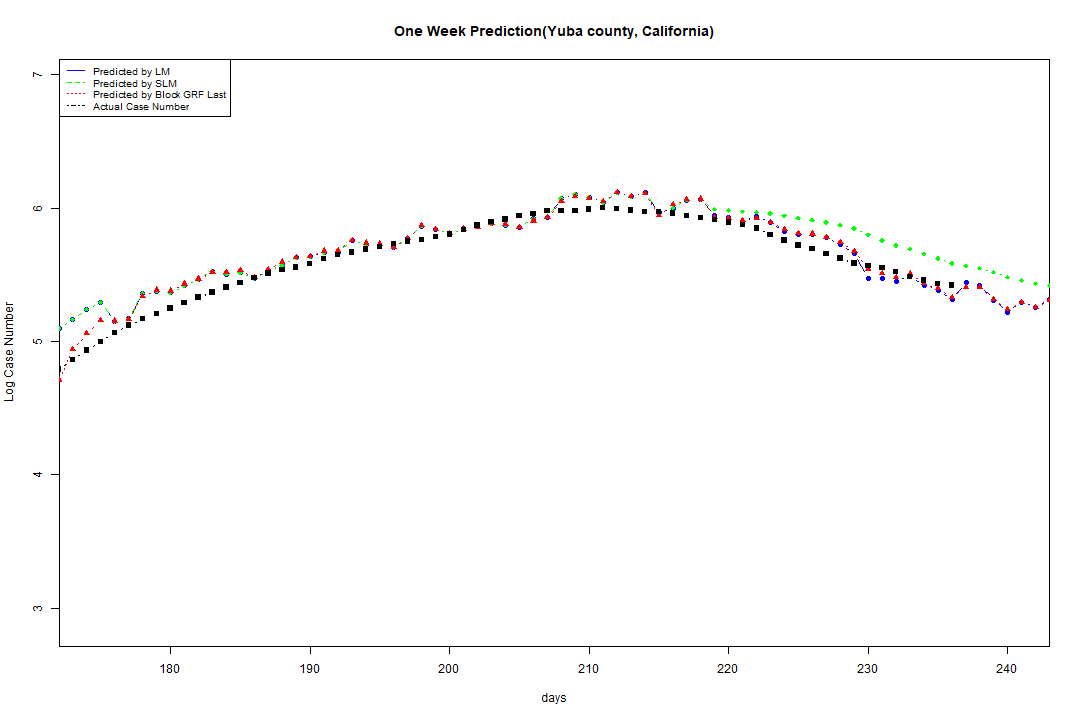 One Week Prediction(Yuba county, California)
Predicted by LM
Predicted by SLM
Predicted by Block GRF Last
Actual Case Number
7
6
5
4
3
Log Case Number
180 190 200 210 220 230 240
days